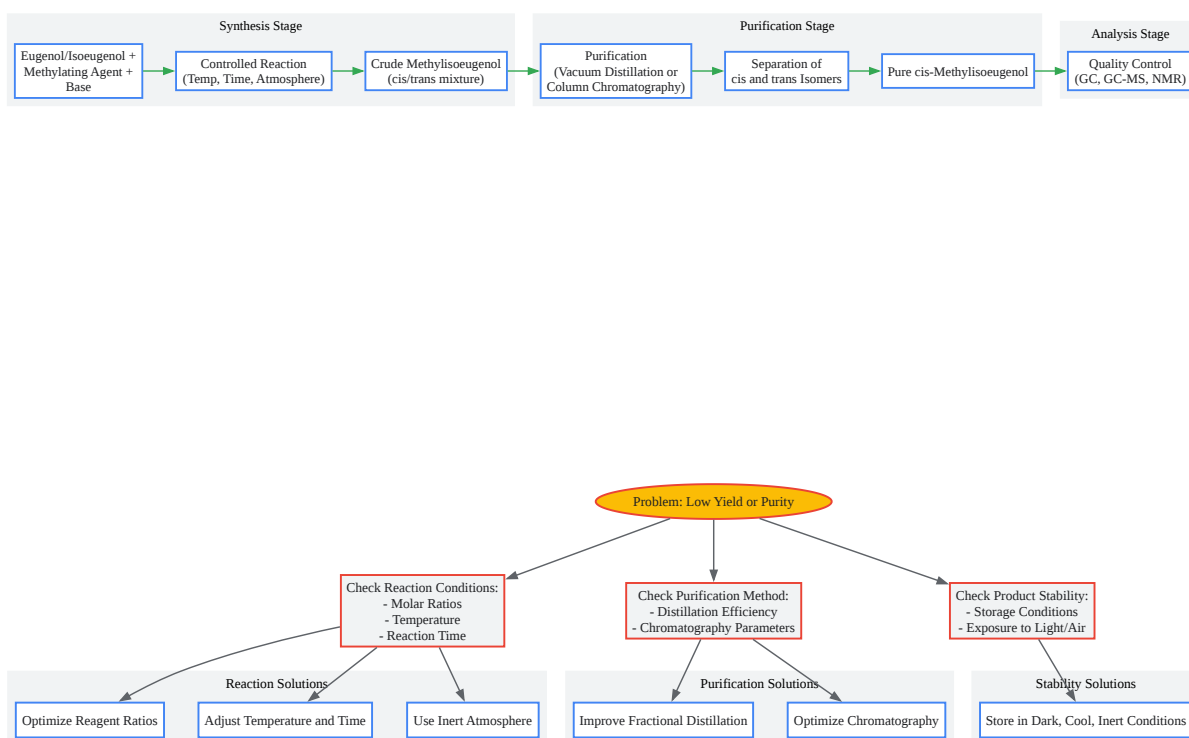 Synthesis Stage
Eugenol/Isoeugenol +
Methylating Agent +
Base
Controlled Reaction
(Temp, Time, Atmosphere)
Crude Methylisoeugenol
(cis/trans mixture)
Purification Stage
Purification
(Vacuum Distillation or
Column Chromatography)
Separation of
cis and trans Isomers
Pure cis-Methylisoeugenol
Analysis Stage
Quality Control
(GC, GC-MS, NMR)
Problem: Low Yield or Purity
Check Reaction Conditions:
- Molar Ratios
- Temperature
- Reaction Time
Check Purification Method:
- Distillation Efficiency
- Chromatography Parameters
Check Product Stability:
- Storage Conditions
- Exposure to Light/Air
Reaction Solutions
Optimize Reagent Ratios
Adjust Temperature and Time
Use Inert Atmosphere
Purification Solutions
Improve Fractional Distillation
Optimize Chromatography
Stability Solutions
Store in Dark, Cool, Inert Conditions